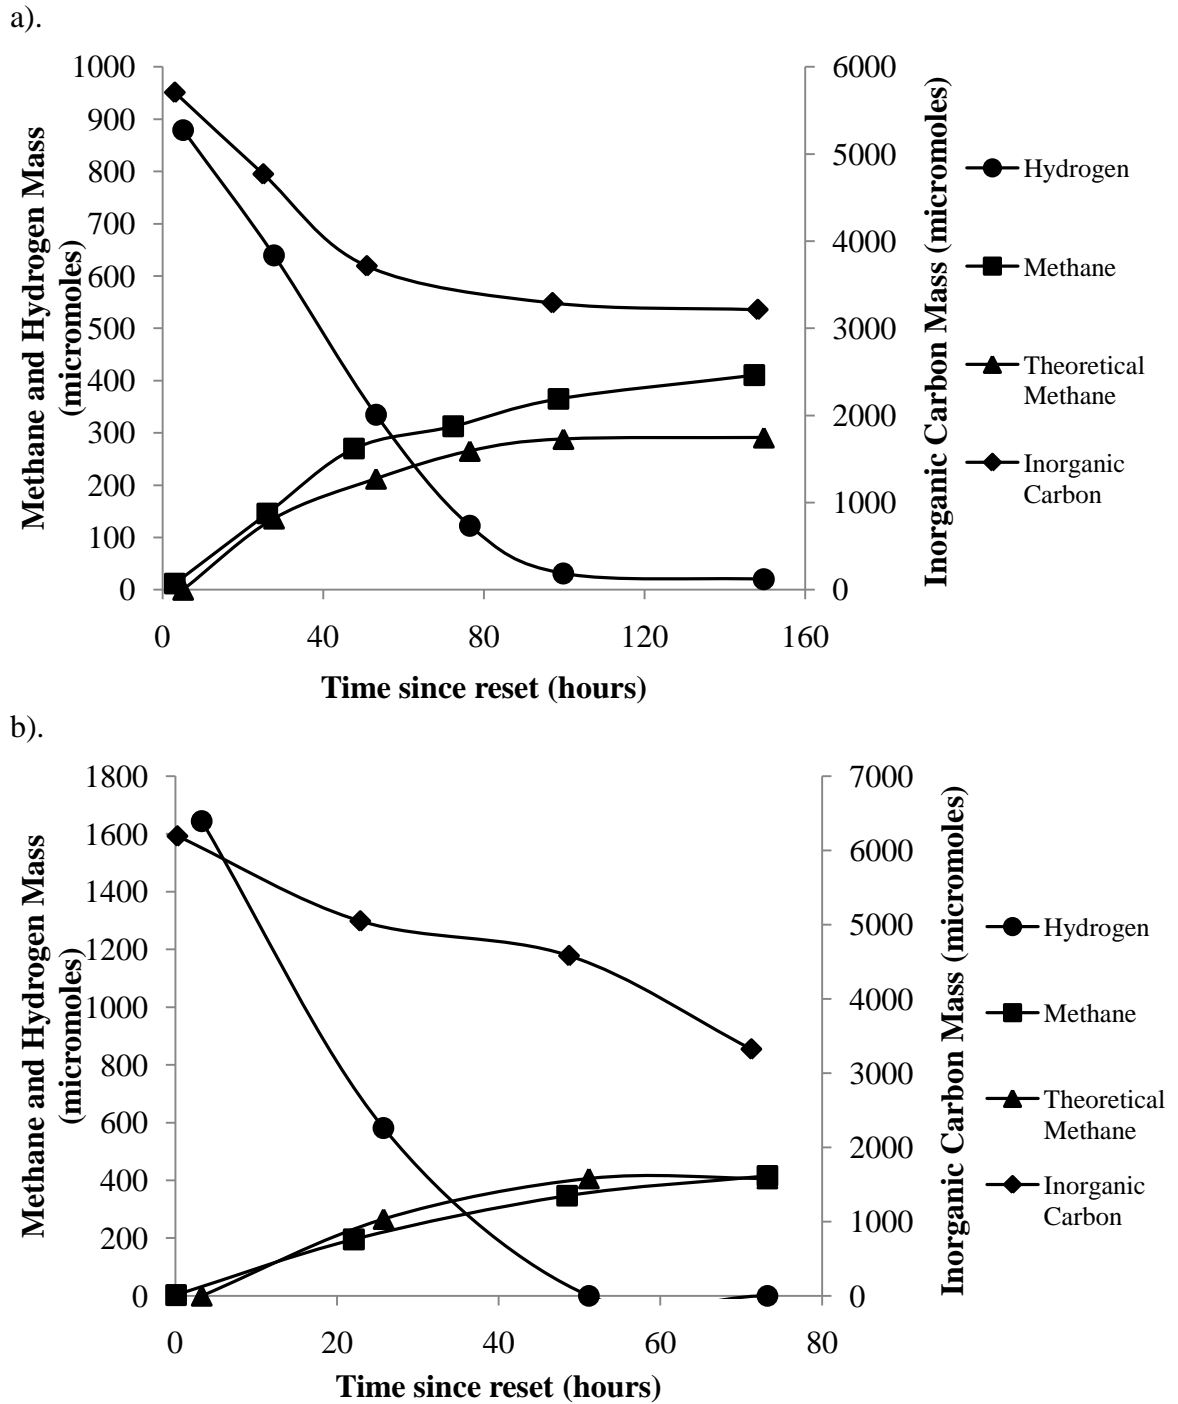 a).
1000
900
800
700
600
500
400
300
200
100
0
Methane and Hydrogen Mass
(micromoles)
6000
5000
4000
3000
2000
1000
0
Inorganic Carbon Mass (micromoles)
0 40 80 120 160
Time since reset (hours)
Hydrogen
Methane
Theoretical
Methane
Inorganic
Carbon
b).
1800
1600
1400
1200
1000
800
600
400
200
0
Methane and Hydrogen Mass
(micromoles)
7000
6000
5000
4000
3000
2000
1000
0
Inorganic Carbon Mass (micromoles)
0 20 40 60 80
Time since reset (hours)
Hydrogen
Methane
Theoretical
Methane
Inorganic
Carbon